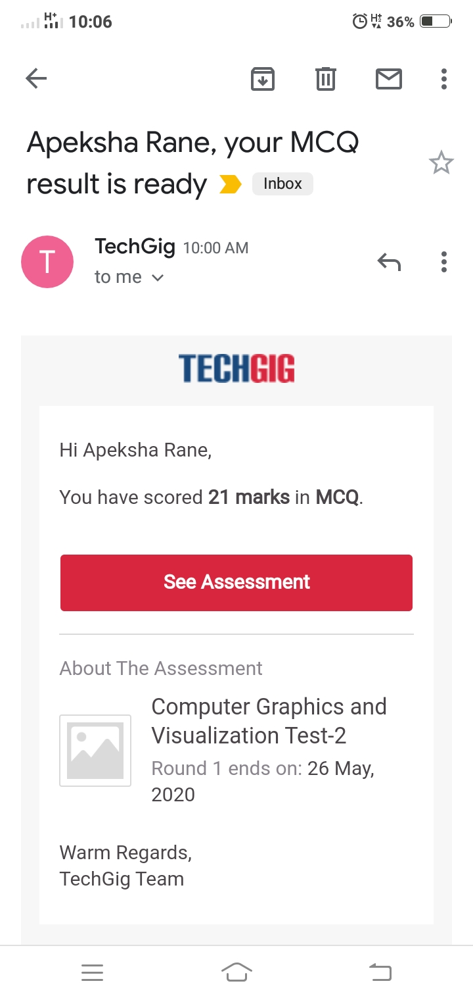 H+ 10:06 H+ 2 36%
Apeksha Rane, your MCQ
result is ready Inbox
T
TechGig 10:00 AM
to me
TECHGIG
Hi Apeksha Rane,
You have scored 21 marks in MCQ.
See Assessment
About The Assessment
Computer Graphics and
Visualization Test-2
Round 1 ends on: 26 May,
2020
Warm Regards,
TechGig Team